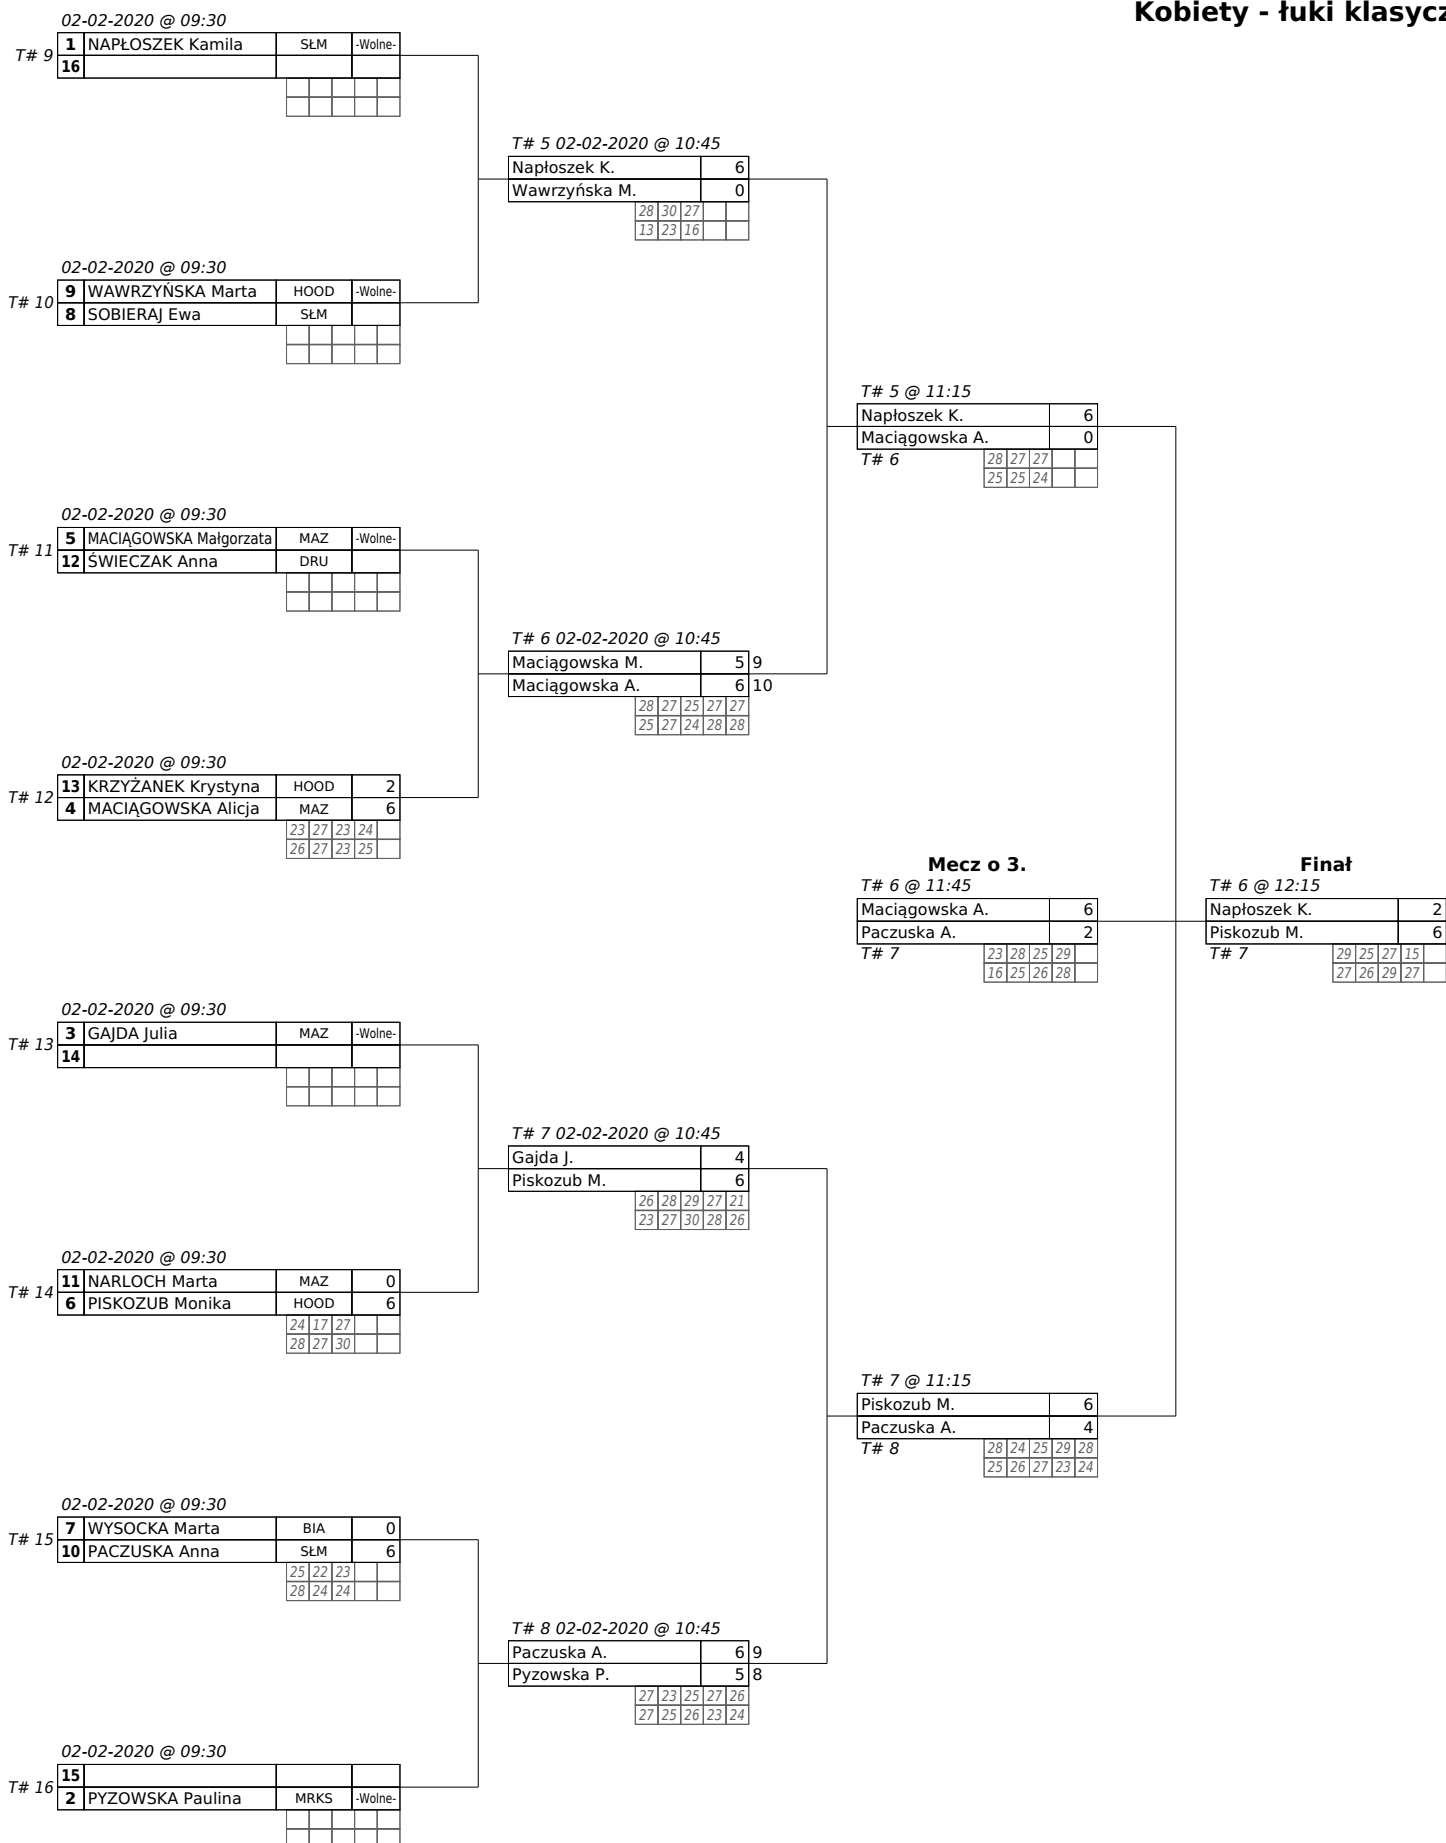 Kobiety - łuki klasycz
02-02-2020 @ 09:30
T# 9
1 NAPŁOSZEK Kamila SŁM -Wolne-
16
T# 5 02-02-2020 @ 10:45
Napłoszek K. 6
Wawrzyńska M. 0
28 30 27
13 23 16
02-02-2020 @ 09:30
T# 10
9 WAWRZYŃSKA Marta HOOD -Wolne-
8 SOBIERAJ Ewa SŁM
T# 5 @ 11:15
Napłoszek K. 6
Maciągowska A. 0
T# 6
28 27 27
25 25 24
02-02-2020 @ 09:30
T# 11
5 MACIĄGOWSKA Małgorzata MAZ -Wolne-
12 ŚWIECZAK Anna DRU
T# 6 02-02-2020 @ 10:45
Maciągowska M. 5 9
Maciągowska A. 6 10
28 27 25 27 27
25 27 24 28 28
02-02-2020 @ 09:30
T# 12
13 KRZYŻANEK Krystyna HOOD 2
4 MACIĄGOWSKA Alicja MAZ 6
23 27 23 24
26 27 23 25
Mecz o 3.
T# 6 @ 11:45
Maciągowska A. 6
Paczuska A. 2
T# 7
23 28 25 29
16 25 26 28
Finał
T# 6 @ 12:15
Napłoszek K. 2
Piskozub M. 6
T# 7
29 25 27 15
27 26 29 27
02-02-2020 @ 09:30
T# 13
3 GAJDA Julia MAZ -Wolne-
14
T# 7 02-02-2020 @ 10:45
Gajda J. 4
Piskozub M. 6
26 28 29 27 21
23 27 30 28 26
02-02-2020 @ 09:30
T# 14
11 NARLOCH Marta MAZ 0
6 PISKOZUB Monika HOOD 6
24 17 27
28 27 30
T# 7 @ 11:15
Piskozub M. 6
Paczuska A. 4
T# 8
28 24 25 29 28
25 26 27 23 24
02-02-2020 @ 09:30
T# 15
7 WYSOCKA Marta BIA 0
10 PACZUSKA Anna SŁM 6
25 22 23
28 24 24
T# 8 02-02-2020 @ 10:45
Paczuska A. 6 9
Pyzowska P. 5 8
27 23 25 27 26
27 25 26 23 24
02-02-2020 @ 09:30
T# 16
15
2 PYZOWSKA Paulina MRKS -Wolne-